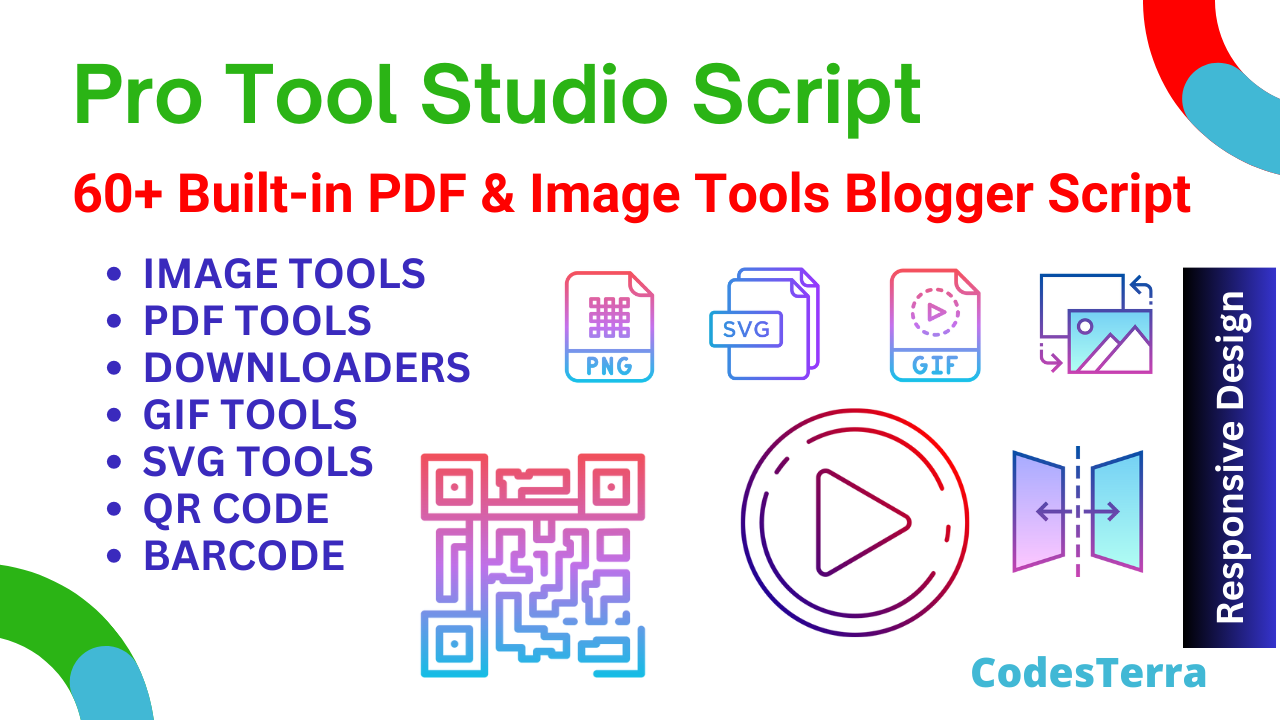 Pro Tool Studio Script
60+ Built-in PDF & Image Tools Blogger Script
• IMAGE TOOLS
• PDF TOOLS
• DOWNLOADERS
• GIF TOOLS
• SVG TOOLS
• QR CODE
• BARCODE
PNG
SVG
GIF
Responsive Design
CodesTerra